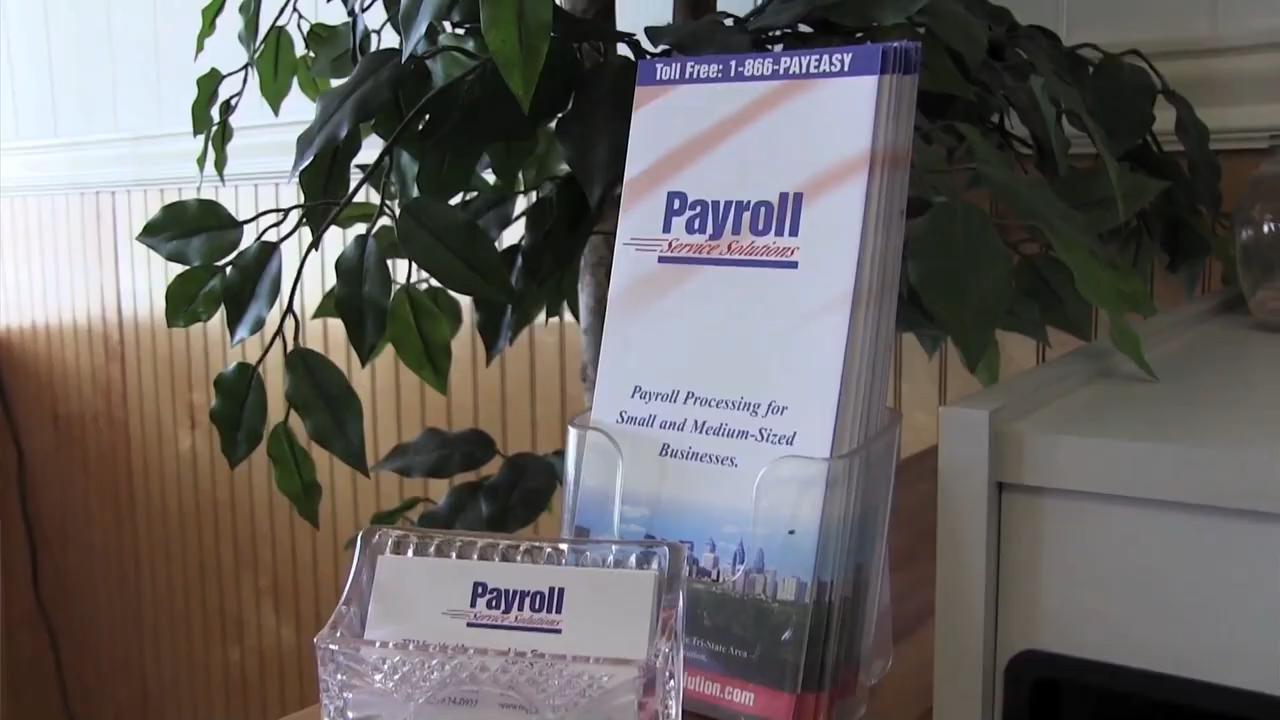 Toll Free: 1-866-PAYEASY
Payroll
Service Solutions
Payroll Processing for
Small and Medium-Sized
Businesses.
Tri-State Area
lution.com
Payroll
Service Solutions